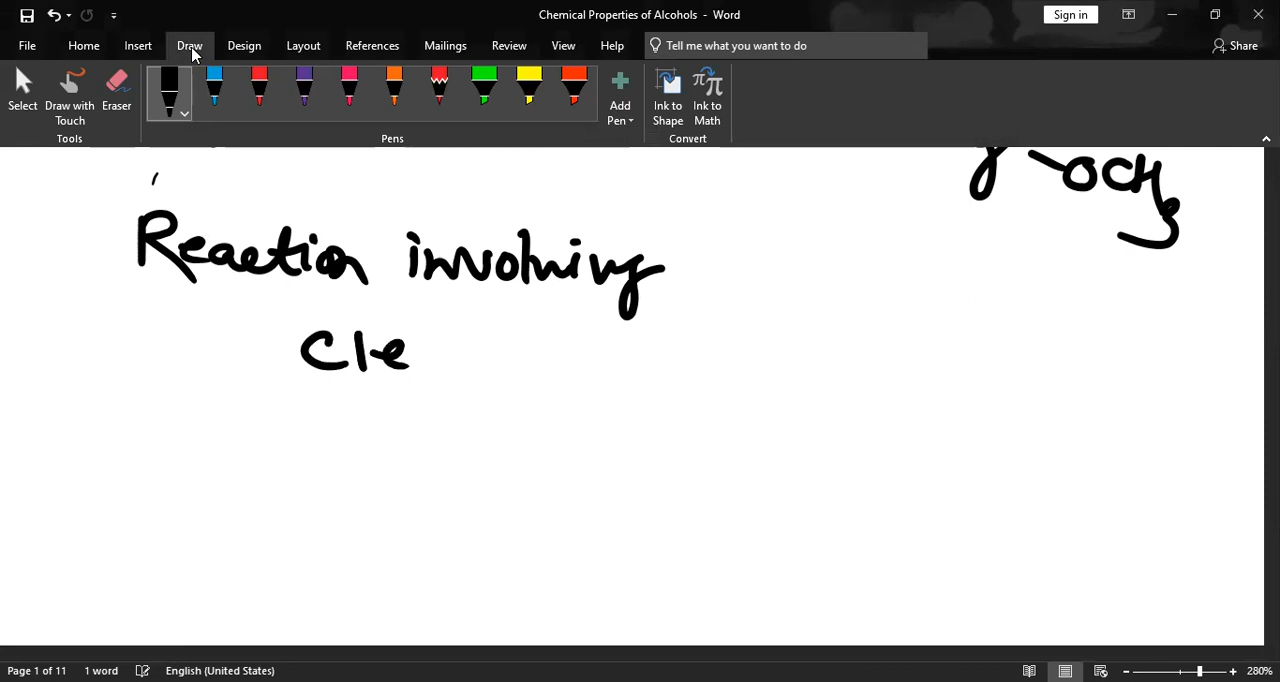 Chemical Properties of Alcohols - Word
Sign in
File Home Insert Draw Design Layout References Mailings Review View Help Tell me what you want to do Share
Select Draw with Touch Eraser Add Pen Ink to Shape Ink to Math
Tools Pens Convert
OCH3
Reaction involving
Cle
Page 1 of 11 1 word English (United States) 280%